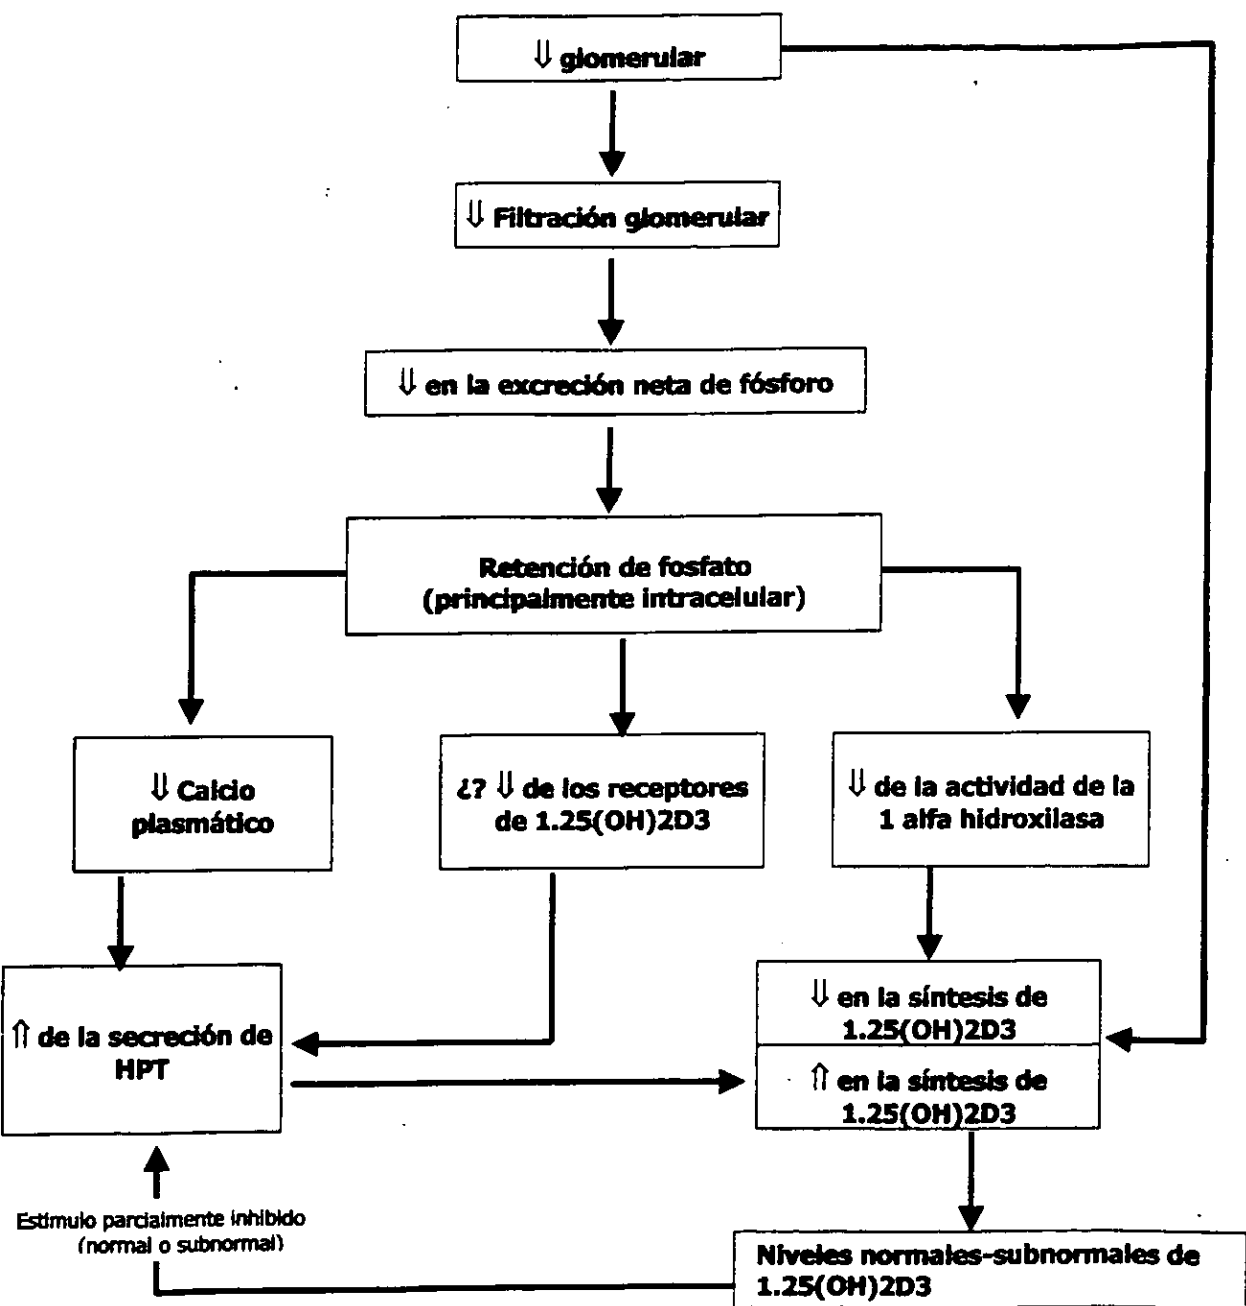 ⇓ glomerular
⇓ Filtración glomerular
⇓ en la excreción neta de fósforo
Retención de fosfato
(principalmente intracelular)
⇓ Calcio
plasmático
¿? ⇓ de los receptores
de 1.25(OH)2D3
⇓ de la actividad de la
1 alfa hidroxilasa
⇑ de la secreción de
HPT
⇓ en la síntesis de
1.25(OH)2D3
⇑ en la síntesis de
1.25(OH)2D3
Estimulo parcialmente inhibido
(normal o subnormal)
Niveles normales-subnormales de
1.25(OH)2D3